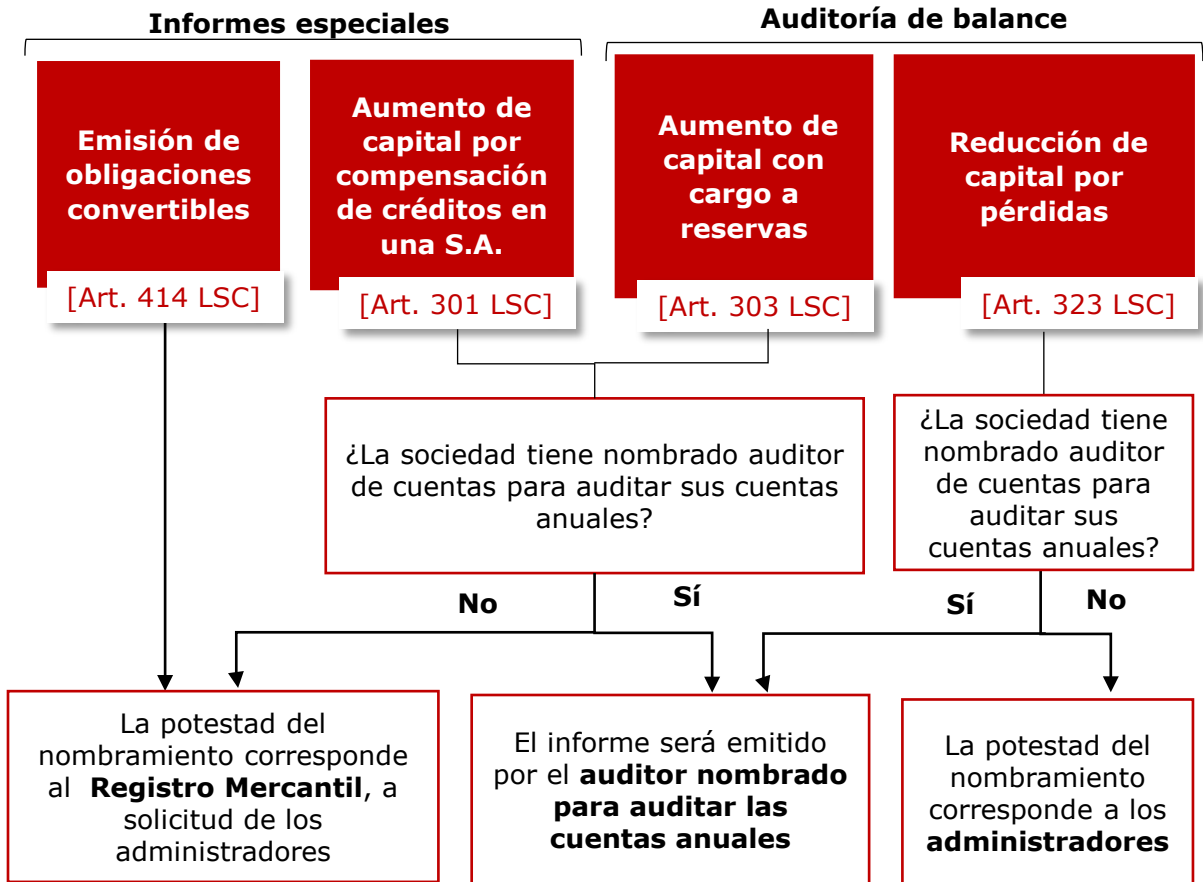 Informes especiales
Auditoría de balance
Emisión de
obligaciones
convertibles
[Art. 414 LSC]
Aumento de
capital por
compensación
de créditos en
una S.A.
[Art. 301 LSC]
Aumento de
capital con
cargo a
reservas
[Art. 303 LSC]
Reducción de
capital por
pérdidas
[Art. 323 LSC]
¿La sociedad tiene nombrado auditor
de cuentas para auditar sus cuentas
anuales?
¿La sociedad tiene
nombrado auditor
de cuentas para
auditar sus
cuentas anuales?
No
Sí
Sí
No
La potestad del
nombramiento corresponde
al Registro Mercantil, a
solicitud de los
administradores
El informe será emitido
por el auditor nombrado
para auditar las
cuentas anuales
La potestad del
nombramiento
corresponde a los
administradores